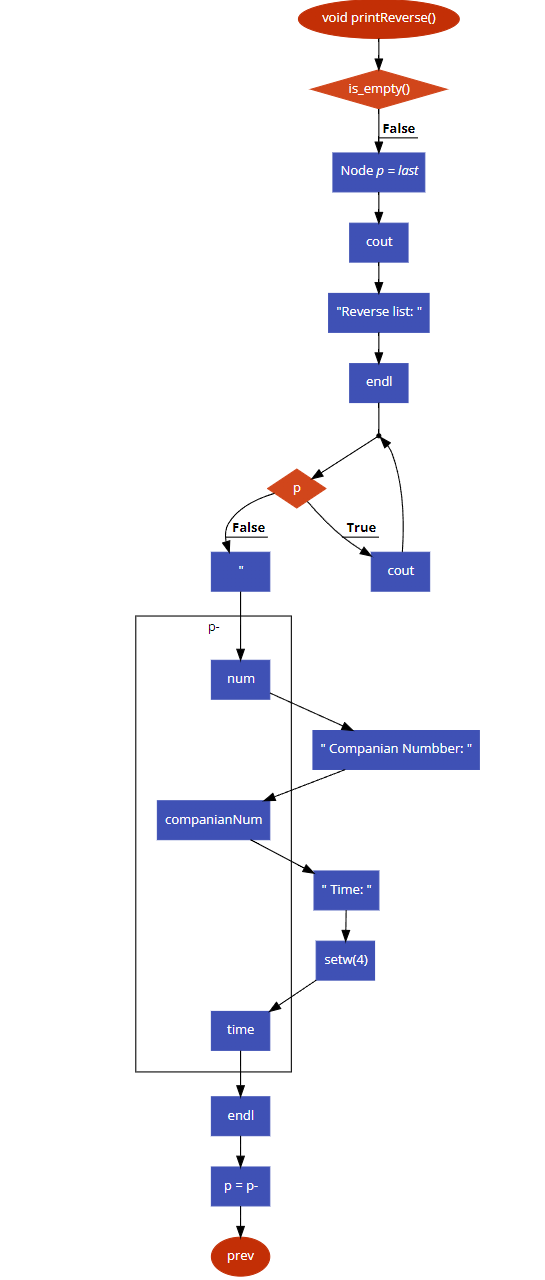 void printReverse()
is_empty()
False
Node p = last
cout
"Reverse list: "
endl
p
False
True
"
cout
p-
num
" Companian Numbber: "
companianNum
" Time: "
setw(4)
time
endl
p = p-
prev